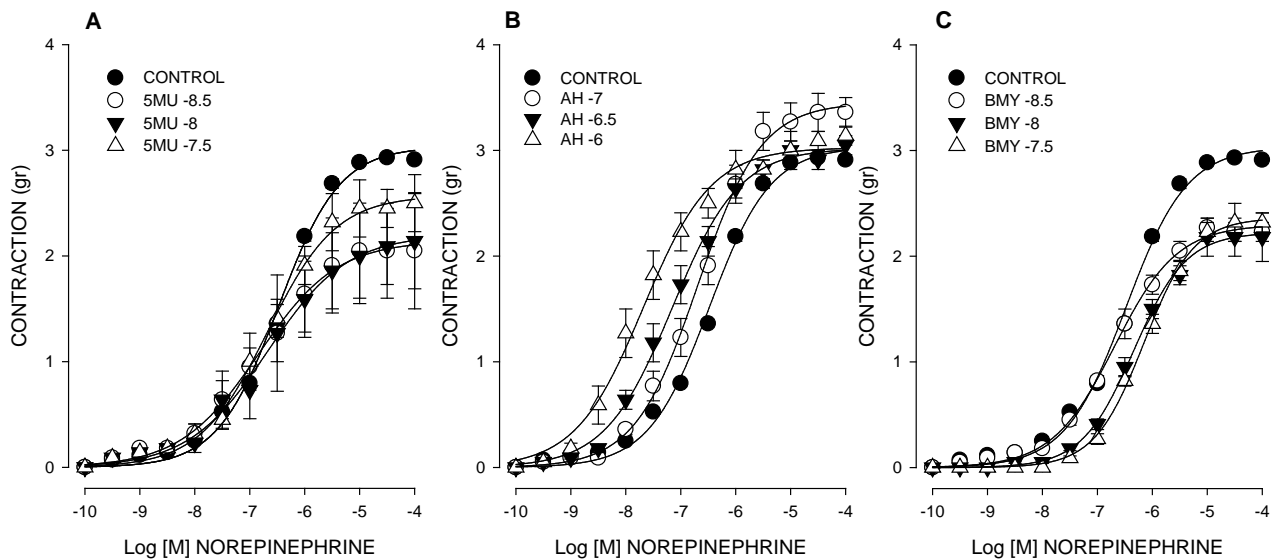 A
CONTRACTION (gr)
4
3
2
1
0
CONTROL
5MU -8.5
5MU -8
5MU -7.5
-10 -9 -8 -7 -6 -5 -4
Log [M] NOREPINEPHRINE
B
CONTRACTION (gr)
4
3
2
1
0
CONTROL
AH -7
AH -6.5
AH -6
-10 -9 -8 -7 -6 -5 -4
Log [M] NOREPINEPHRINE
C
CONTRACTION (gr)
4
3
2
1
0
CONTROL
BMY -8.5
BMY -8
BMY -7.5
-10 -9 -8 -7 -6 -5 -4
Log [M] NOREPINEPHRINE